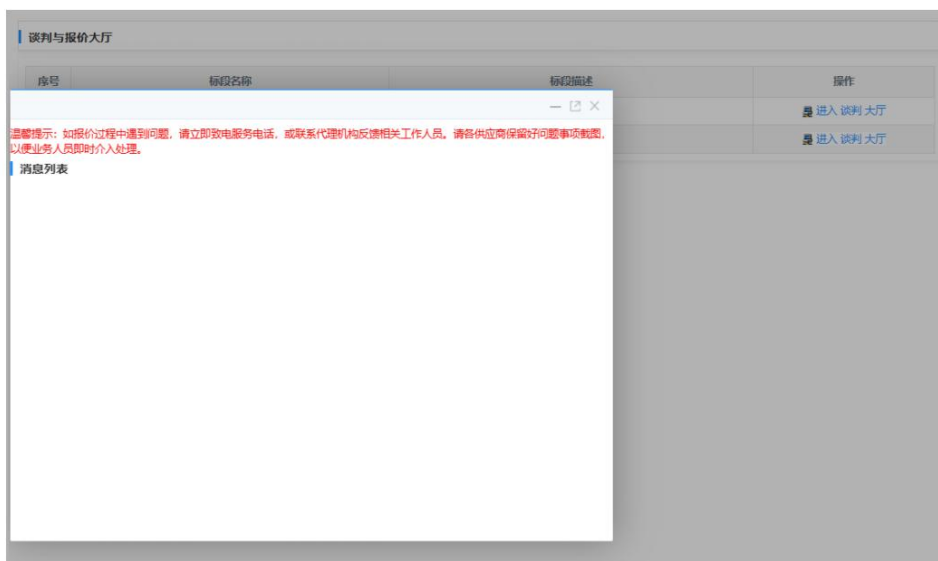 谈判与报价大厅
序号 标段名称 标段描述 操作
进入 谈判 大厅
温馨提示：如报价过程中遇到问题，请立即致电服务电话，或联系代理机构反馈相关工作人员。请各供应商保留好问题事项截图，
以便业务人员即时介入处理。
进入 谈判 大厅
消息列表